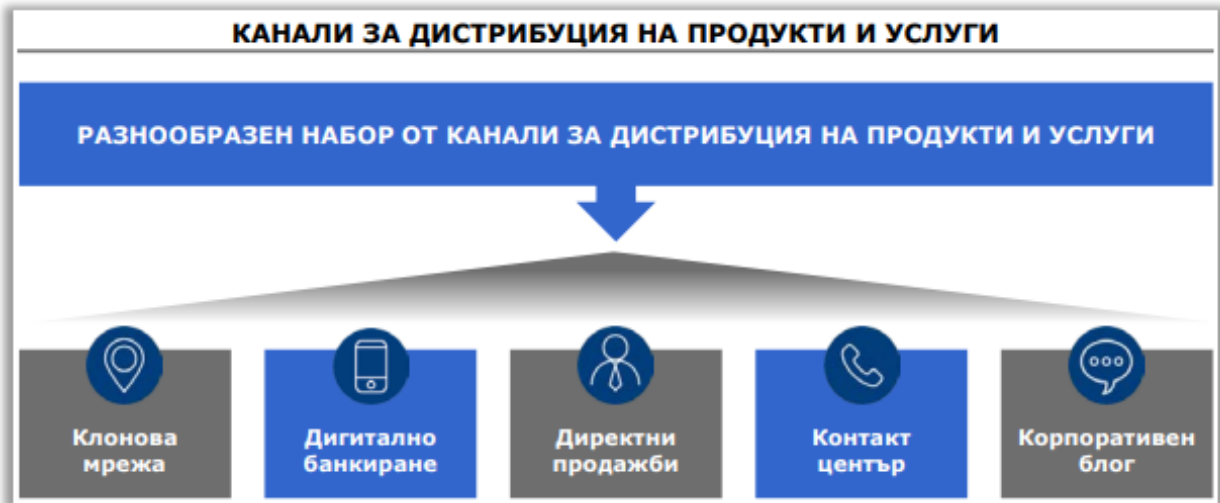 КАНАЛИ ЗА ДИСТРИБУЦИЯ НА ПРОДУКТИ И УСЛУГИ
РАЗНООБРАЗЕН НАБОР ОТ КАНАЛИ ЗА ДИСТРИБУЦИЯ НА ПРОДУКТИ И УСЛУГИ
Клонова
мрежа
Дигитално
банкиране
Директни
продажби
Контакт
център
Корпоративен
блог